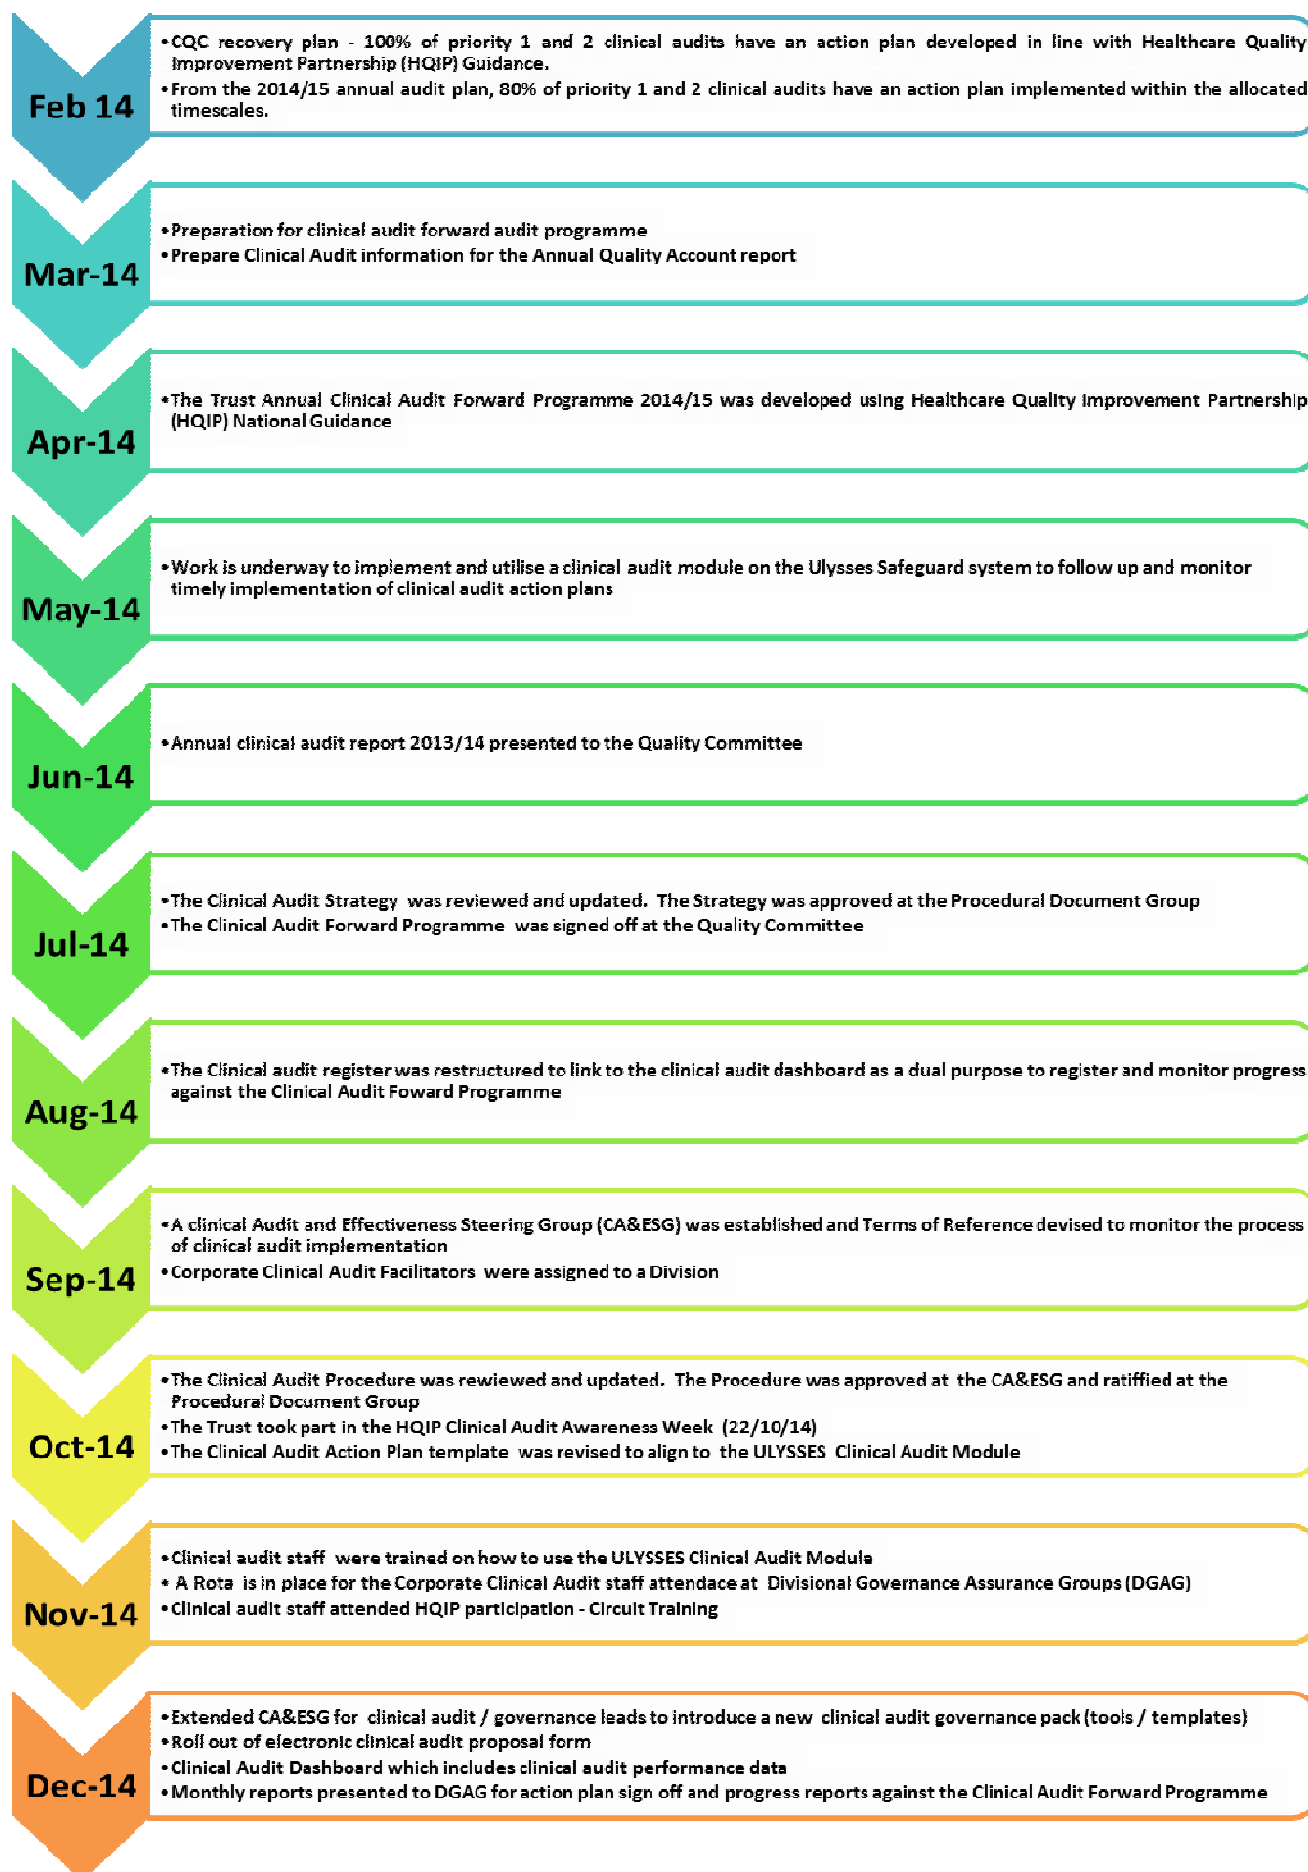 Feb 14
•CQC recovery plan - 100% of priority 1 and 2 clinical audits have an action plan developed in line with Healthcare Quality
Improvement Partnership (HQIP) Guidance.
•From the 2014/15 annual audit plan, 80% of priority 1 and 2 clinical audits have an action plan implemented within the allocated
timescales.
Mar-14
•Preparation for clinical audit forward audit programme
•Prepare Clinical Audit information for the Annual Quality Account report
Apr-14
•The Trust Annual Clinical Audit Forward Programme 2014/15 was developed using Healthcare Quality Improvement Partnership
(HQIP) National Guidance
May-14
•Work is underway to implement and utilise a clinical audit module on the Ulysses Safeguard system to follow up and monitor
timely implementation of clinical audit action plans
Jun-14
•Annual clinical audit report 2013/14 presented to the Quality Committee
Jul-14
•The Clinical Audit Strategy was reviewed and updated. The Strategy was approved at the Procedural Document Group
•The Clinical Audit Forward Programme was signed off at the Quality Committee
Aug-14
•The Clinical audit register was restructured to link to the clinical audit dashboard as a dual purpose to register and monitor progress
against the Clinical Audit Foward Programme
Sep-14
•A clinical Audit and Effectiveness Steering Group (CA&ESG) was established and Terms of Reference devised to monitor the process
of clinical audit implementation
•Corporate Clinical Audit Facilitators were assigned to a Division
Oct-14
•The Clinical Audit Procedure was rewiewed and updated. The Procedure was approved at the CA&ESG and ratiffied at the
Procedural Document Group
•The Trust took part in the HQIP Clinical Audit Awareness Week (22/10/14)
•The Clinical Audit Action Plan template was revised to align to the ULYSSES Clinical Audit Module
Nov-14
•Clinical audit staff were trained on how to use the ULYSSES Clinical Audit Module
• A Rota is in place for the Corporate Clinical Audit staff attendace at Divisional Governance Assurance Groups (DGAG)
•Clinical audit staff attended HQIP participation - Circuit Training
Dec-14
•Extended CA&ESG for clinical audit / governance leads to introduce a new clinical audit governance pack (tools / templates)
•Roll out of electronic clinical audit proposal form
•Clinical Audit Dashboard which includes clinical audit performance data
•Monthly reports presented to DGAG for action plan sign off and progress reports against the Clinical Audit Forward Programme